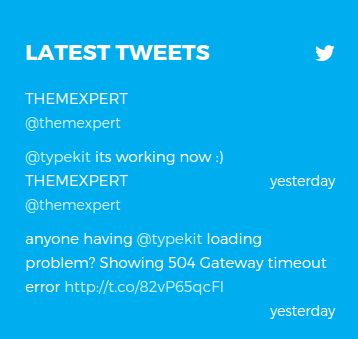 LATEST TWEETS
THEMEXPERT
@themexpert
@typekit its working now :)
THEMEXPERT yesterday
@themexpert
anyone having @typekit loading
problem? Showing 504 Gateway timeout
error http://t.co/82vP65qcFI
yesterday